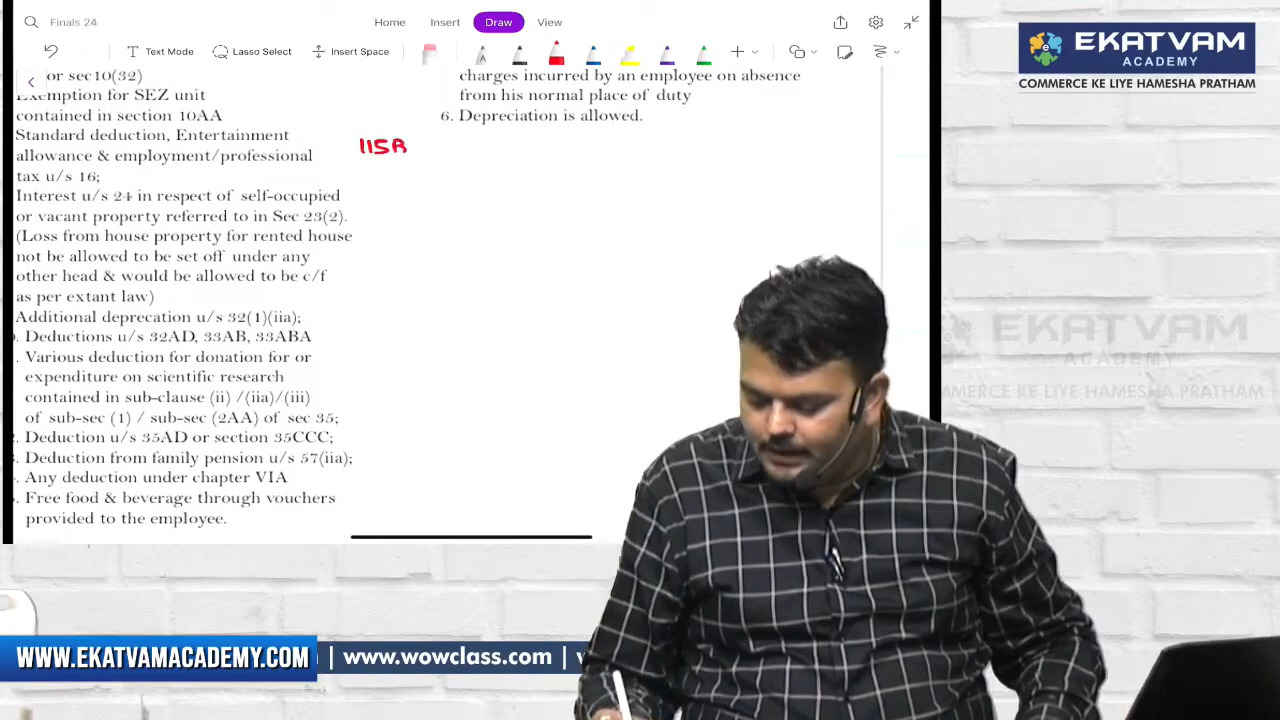 Finals 24
Home
Insert
Draw
View
Text Mode
Lasso Select
Insert Space
or sec10(32)
Exemption for SEZ unit
contained in section 10AA
Standard deduction, Entertainment
allowance & employment/professional
tax u/s 16;
Interest u/s 24 in respect of self-occupied
or vacant property referred to in Sec 23(2).
(Loss from house property for rented house
not be allowed to be set off under any
other head & would be allowed to be c/f
as per extant law)
Additional deprecation u/s 32(1)(iia);
Deductions u/s 32AD, 33AB, 33ABA
Various deduction for donation for or
expenditure on scientific research
contained in sub-clause (ii) /(iia)/(iii)
of sub-sec (1) / sub-sec (2AA) of sec 35;
Deduction u/s 35AD or section 35CCC;
Deduction from family pension u/s 57(iia);
Any deduction under chapter VIA
Free food & beverage through vouchers
provided to the employee.
115B
charges incurred by an employee on absence
from his normal place of duty
6. Depreciation is allowed.
EKATVAM
ACADEMY
COMMERCE KE LIYE HAMESHA PRATHAM
EKATVAM
ACADEMY
MMERCE KE LIYE HAMESHA PRATHAM
WWW.EKATVAMACADEMY.COM
| www.wowclass.com |